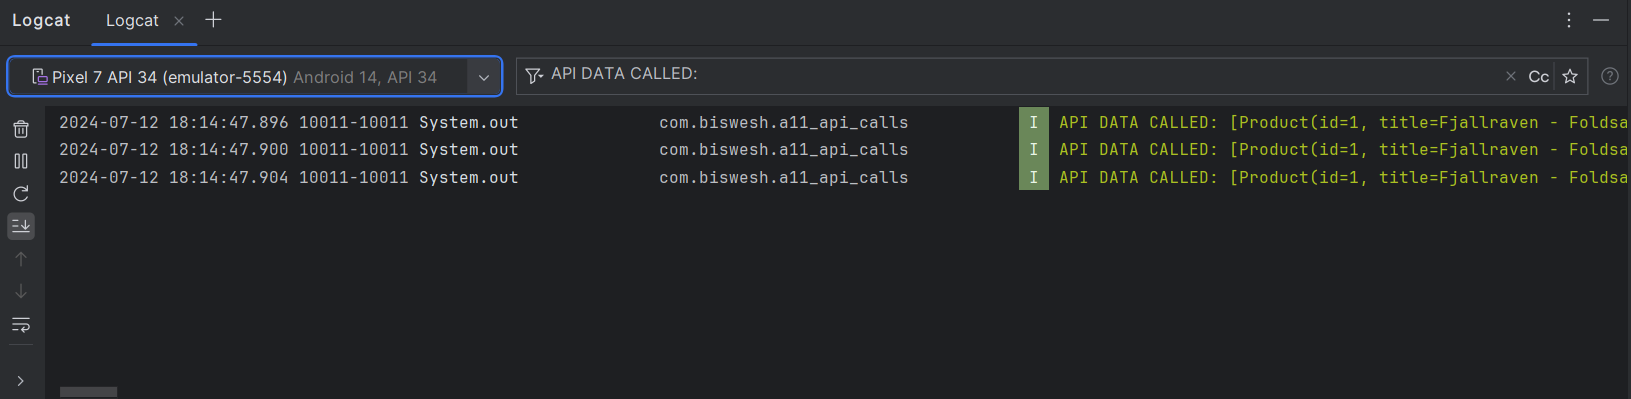 Logcat Logcat
Pixel 7 API 34 (emulator-5554) Android 14, API 34 API DATA CALLED: Cc
2024-07-12 18:14:47.896 10011-10011 System.out com.biswesh.a11_api_calls I API DATA CALLED: [Product(id=1, title=Fjallraven - Foldsa
2024-07-12 18:14:47.900 10011-10011 System.out com.biswesh.a11_api_calls I API DATA CALLED: [Product(id=1, title=Fjallraven - Foldsa
2024-07-12 18:14:47.904 10011-10011 System.out com.biswesh.a11_api_calls I API DATA CALLED: [Product(id=1, title=Fjallraven - Foldsa